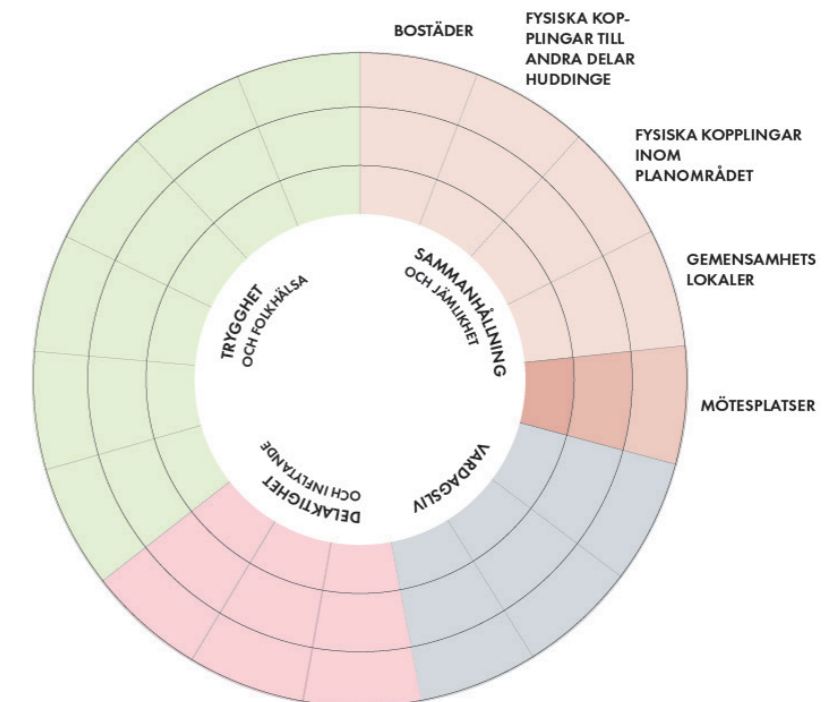 BOSTÄDER
FYSISKA KOP-
PLINGAR TILL
ANDRA DELAR
HUDDINGE
FYSISKA KOPPLINGAR
INOM
PLANOMRÅDET
GEMENSAMHETS
LOKALER
MÖTESPLATSER
SAMMANHÅLLNING
OCH JÄMLIKHET
VARDAGSLIV
DELAKTIGHET
OCH INFLYTANDE
TRYGGHET
OCH FOLKHÄLSA